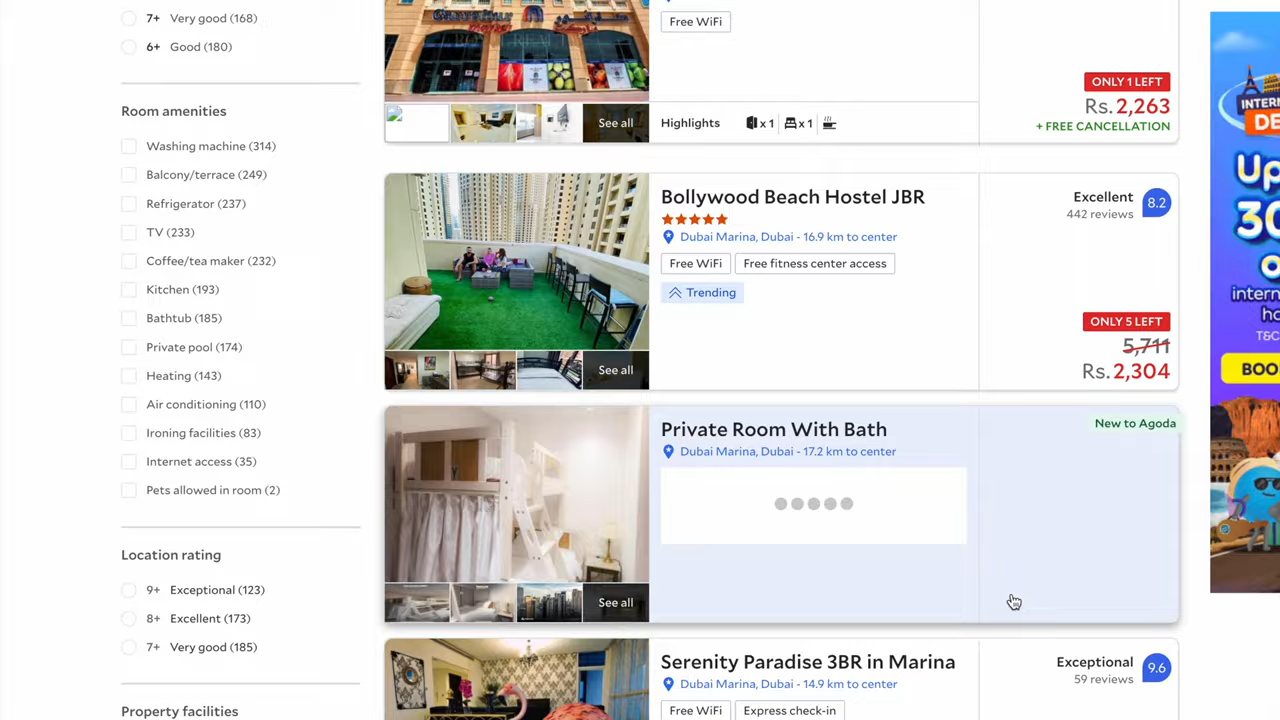 7+ Very good (168)
6+ Good (180)
Room amenities
Washing machine (314)
Balcony/terrace (249)
Refrigerator (237)
TV (233)
Coffee/tea maker (232)
Kitchen (193)
Bathtub (185)
Private pool (174)
Heating (143)
Air conditioning (110)
Ironing facilities (83)
Internet access (35)
Pets allowed in room (2)
Location rating
9+ Exceptional (123)
8+ Excellent (173)
7+ Very good (185)
Property facilities
Free WiFi
ONLY 1 LEFT
Rs. 2,263
+ FREE CANCELLATION
See all
Highlights
x 1
x 1
Bollywood Beach Hostel JBR
Excellent
442 reviews
8.2
Dubai Marina, Dubai - 16.9 km to center
Free WiFi
Free fitness center access
Trending
ONLY 5 LEFT
5,711
Rs. 2,304
See all
Private Room With Bath
New to Agoda
Dubai Marina, Dubai - 17.2 km to center
See all
Serenity Paradise 3BR in Marina
Exceptional
59 reviews
9.6
Dubai Marina, Dubai - 14.9 km to center
Free WiFi
Express check-in
INTERN
DE
Up
30
o
intern
ho
T&C
BOO